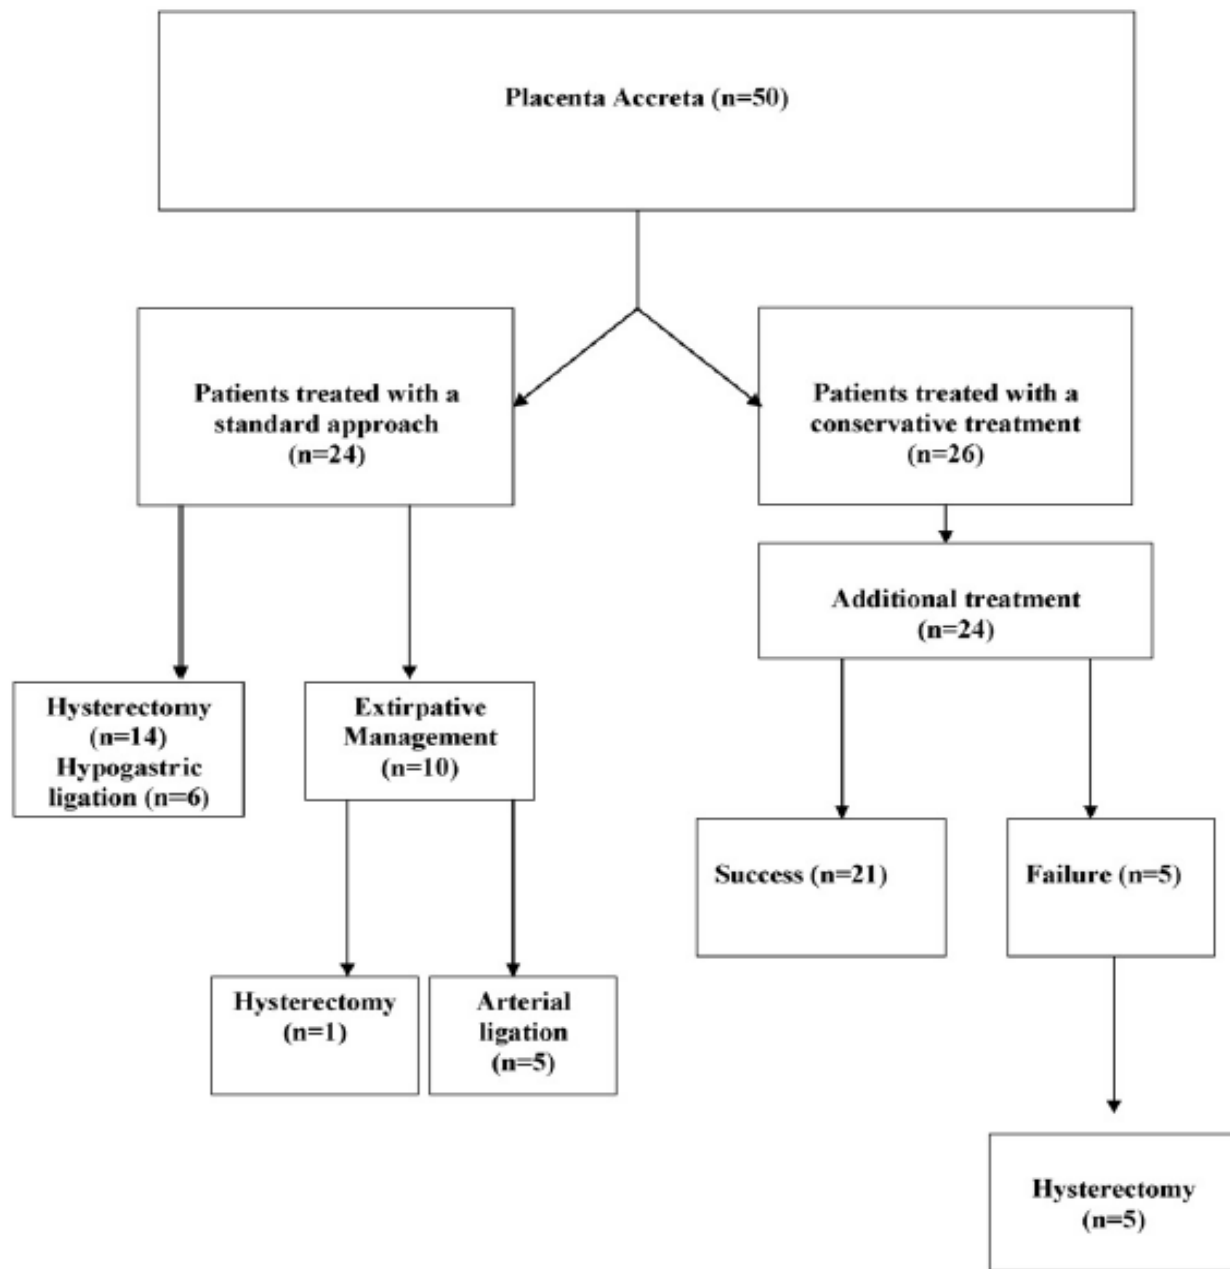 Placenta Accreta (n=50)
Patients treated with a
standard approach
(n=24)
Patients treated with a
conservative treatment
(n=26)
Additional treatment
(n=24)
Hysterectomy
(n=14)
Hypogastric
ligation (n=6)
Extirpative
Management
(n=10)
Success (n=21)
Failure (n=5)
Hysterectomy
(n=1)
Arterial
ligation
(n=5)
Hysterectomy
(n=5)